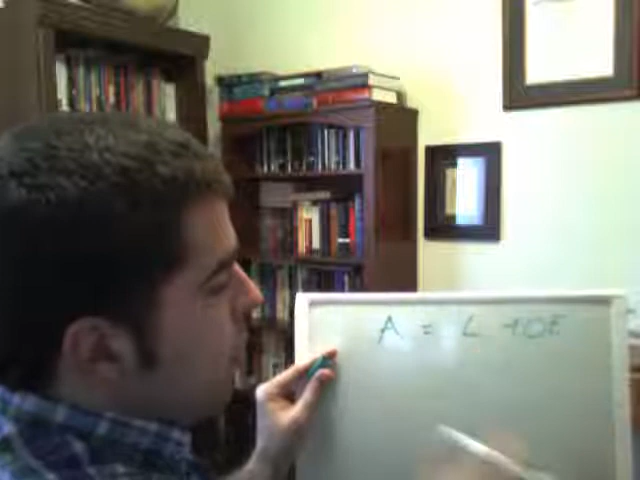 A = L + OE